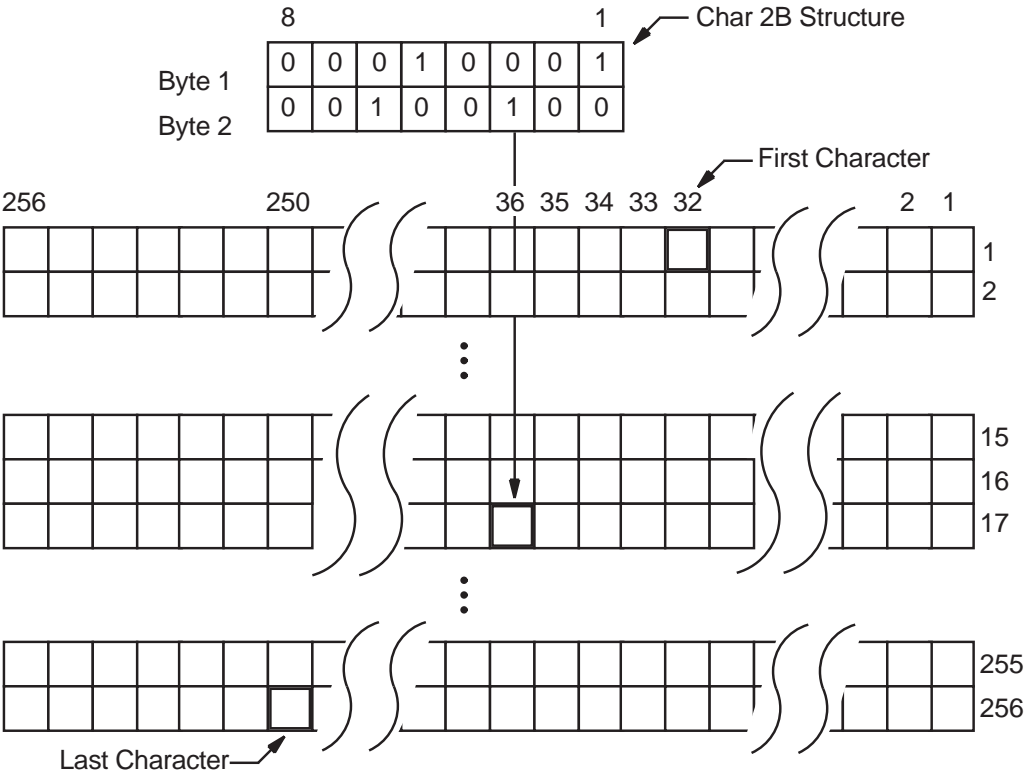 8 1 Char 2B Structure
Byte 1 0 0 0 1 0 0 0 1
Byte 2 0 0 1 0 0 1 0 0
First Character
256 250 36 35 34 33 32 2 1
1
2
15
16
17
255
256
Last Character